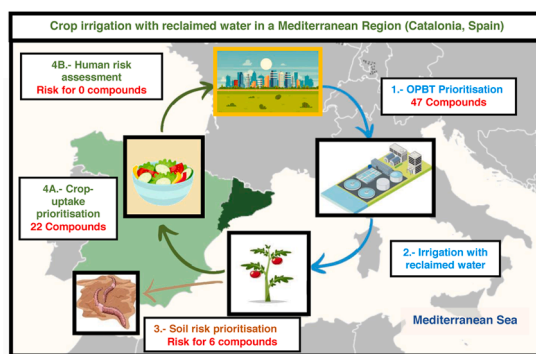 Crop irrigation with reclaimed water in a Mediterranean Region (Catalonia, Spain)
4B.- Human risk
assessment
Risk for 0 compounds
1.- OPBT Prioritisation
47 Compounds
4A.- Crop-
uptake
prioritisation
22 Compounds
2.- Irrigation with
reclaimed water
3.- Soil risk prioritisation
Risk for 6 compounds
Mediterranean Sea